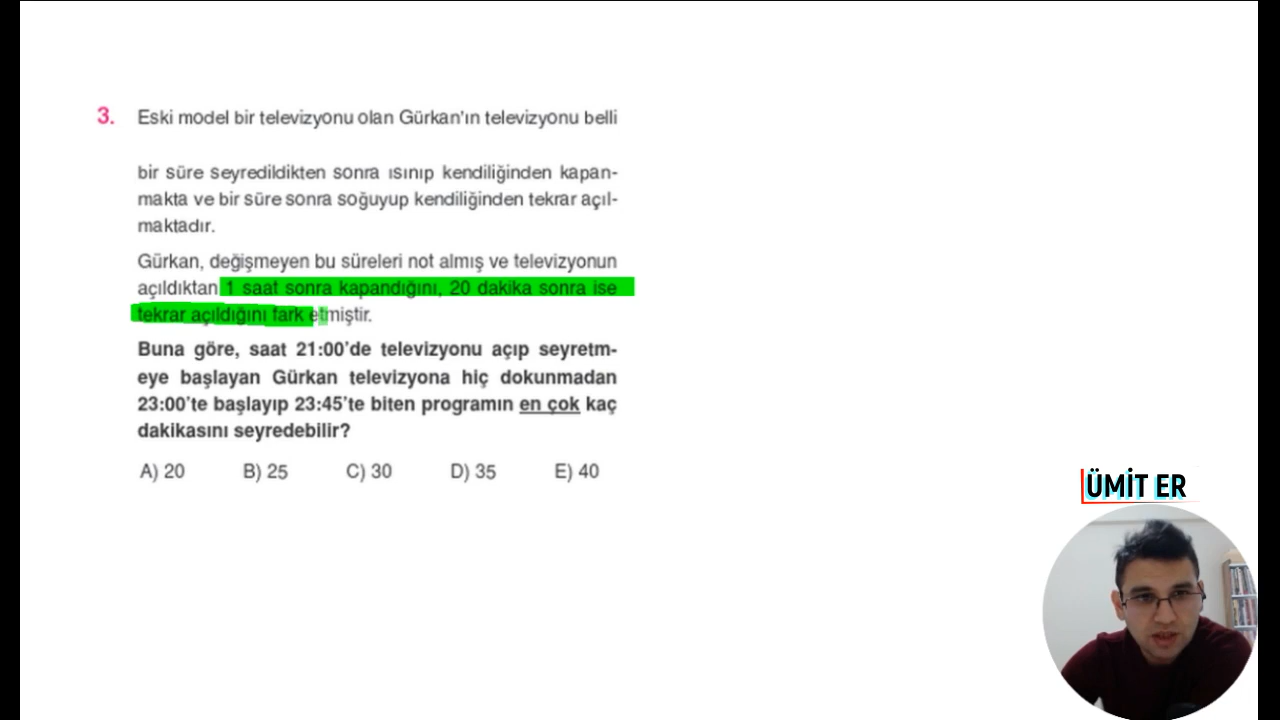 3. Eski model bir televizyonu olan Gürkan'ın televizyonu belli
bir süre seyredildikten sonra ısınıp kendiliğinden kapan-
makta ve bir süre sonra soğuyup kendiliğinden tekrar açıl-
maktadır.
Gürkan, değişmeyen bu süreleri not almış ve televizyonun
açıldıktan 1 saat sonra kapandığını, 20 dakika sonra ise
tekrar açıldığını fark etmiştir.
Buna göre, saat 21:00'de televizyonu açıp seyretm-
eye başlayan Gürkan televizyona hiç dokunmadan
23:00'te başlayıp 23:45'te biten programın en çok kaç
dakikasını seyredebilir?
A) 20 B) 25 C) 30 D) 35 E) 40
ÜMİT ER